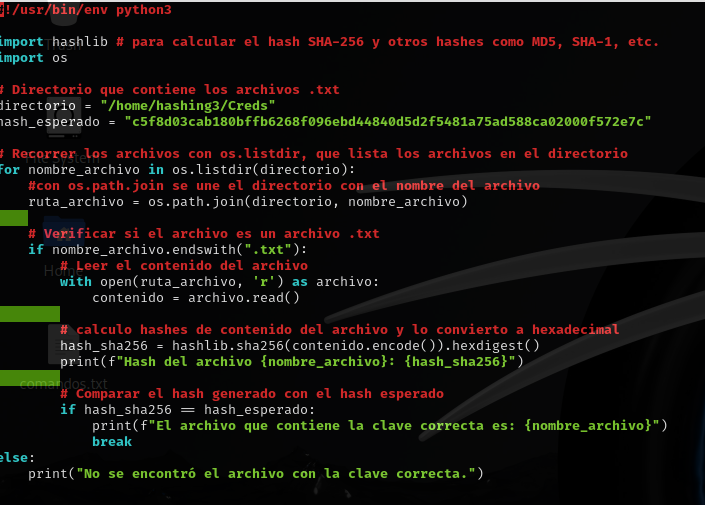 #!/usr/bin/env python3
import hashlib # para calcular el hash SHA-256 y otros hashes como MD5, SHA-1, etc.
import os
# Directorio que contiene los archivos .txt
directorio = "/home/hashing3/Creds"
hash_esperado = "c5f8d03cab180bffb6268f096ebd44840d5d2f5481a75ad588ca02000f572e7c"
# Recorrer los archivos con os.listdir, que lista los archivos en el directorio
for nombre_archivo in os.listdir(directorio):
    #con os.path.join se une el directorio con el nombre del archivo
    ruta_archivo = os.path.join(directorio, nombre_archivo)
    # Verificar si el archivo es un archivo .txt
    if nombre_archivo.endswith(".txt"):
Home
        # Leer el contenido del archivo
        with open(ruta_archivo, 'r') as archivo:
            contenido = archivo.read()
        # calculo hashes de contenido del archivo y lo convierto a hexadecimal
        hash_sha256 = hashlib.sha256(contenido.encode()).hexdigest()
        print(f"Hash del archivo {nombre_archivo}: {hash_sha256}")
comandos.txt
        # Comparar el hash generado con el hash esperado
        if hash_sha256 == hash_esperado:
            print(f"El archivo que contiene la clave correcta es: {nombre_archivo}")
            break
else:
    print("No se encontró el archivo con la clave correcta.")